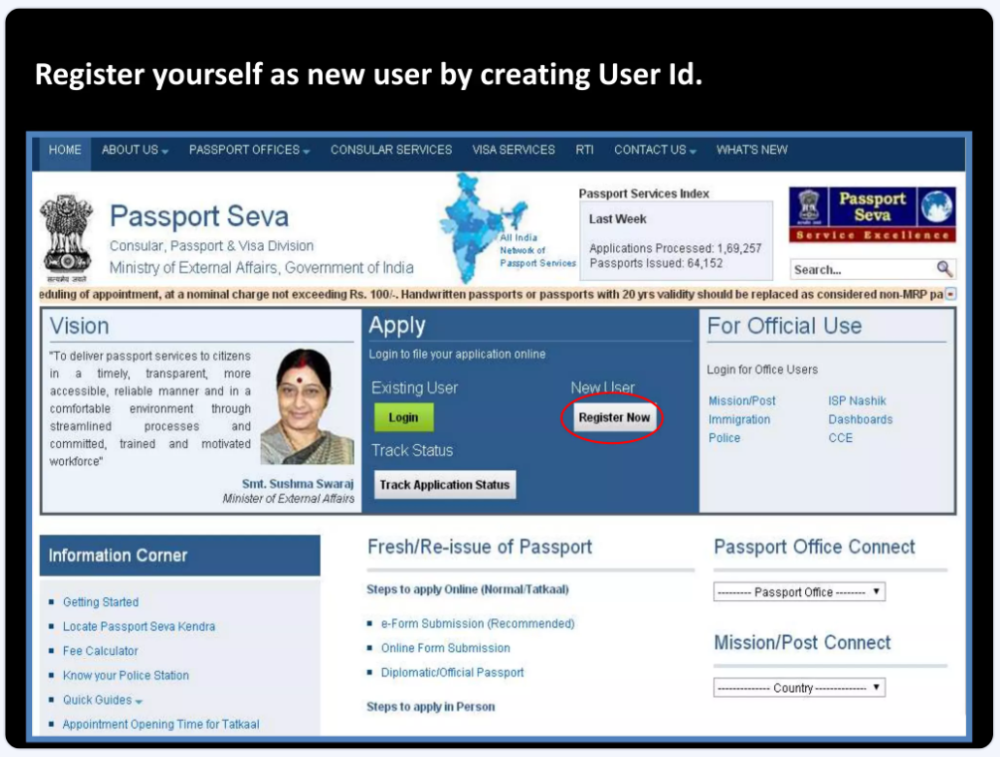 Register yourself as new user by creating User Id.
HOME ABOUT US PASSPORT OFFICES CONSULAR SERVICES VISA SERVICES RTI CONTACT US WHAT'S NEW
सत्यमेव जयते
Passport Seva
Consular, Passport & Visa Division
Ministry of External Affairs, Government of India
All India
Network of
Passport Services
Passport Services Index
Last Week
Applications Processed: 1,69,257
Passports Issued: 64,152
Passport
Seva
Service Excellence
Search...
eduling of appointment, at a nominal charge not exceeding Rs. 100/-. Handwritten passports or passports with 20 yrs validity should be replaced as considered non-MRP pa
Vision
"To deliver passport services to citizens
in a timely, transparent, more
accessible, reliable manner and in a
comfortable environment through
streamlined processes and
committed, trained and motivated
workforce"
Smt. Sushma Swaraj
Minister of External Affairs
Apply
Login to file your application online
Existing User
Login
New User
Register Now
Track Status
Track Application Status
For Official Use
Login for Office Users
Mission/Post ISP Nashik
Immigration Dashboards
Police CCE
Information Corner
Getting Started
Locate Passport Seva Kendra
Fee Calculator
Know your Police Station
Quick Guides
Appointment Opening Time for Tatkaal
Fresh/Re-issue of Passport
Steps to apply Online (Normal/Tatkaal)
e-Form Submission (Recommended)
Online Form Submission
Diplomatic/Official Passport
Steps to apply in Person
Passport Office Connect
--------- Passport Office --------
Mission/Post Connect
-------------- Country --------------